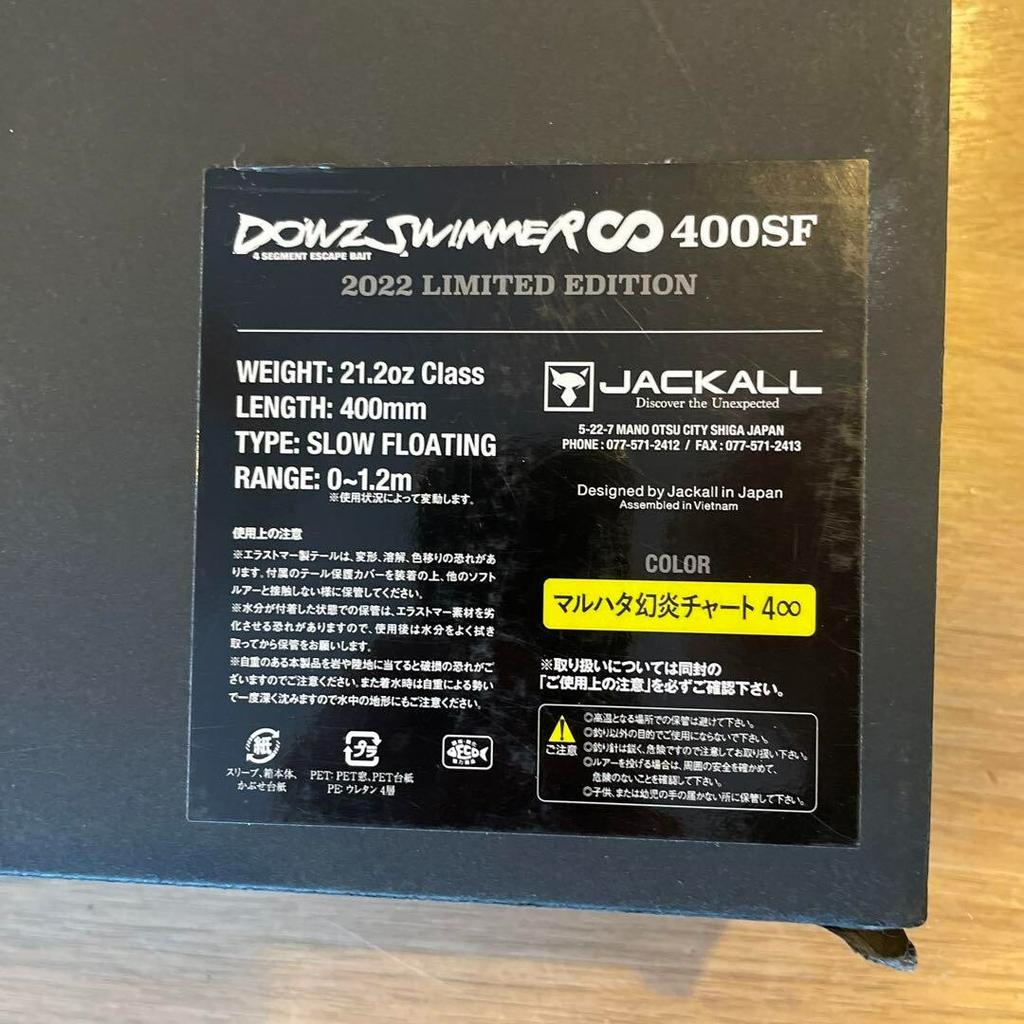 DOWZ SWIMMER ∞ 400SF
4 SEGMENT ESCAPE BAIT
2022 LIMITED EDITION
WEIGHT: 21.2oz Class
LENGTH: 400mm
TYPE: SLOW FLOATING
RANGE: 0~1.2m
※使用状況によって変動します。
使用上の注意
※エラストマー製テールは、変形、溶解、色移りの恐れがあ
ります。付属のテール保護カバーを装着の上、他のソフト
ルアーと接触しない様に保管してください。
※水分が付着した状態での保管は、エラストマー素材を劣
化させる恐れがありますので、使用後は水分をよく拭き
取ってから保管をお願いします。
※自重のある本製品を岩や陸地に当てると破損の恐れがご
ざいますのでご注意ください。また着水時は自重による勢い
で一度深く沈みますので水中の地形にもご注意ください。
紙
スリーブ、箱本体、
かぶせ台紙
プラ
PET: PET窓、PET台紙
PE: ウレタン 4層
FECO
JACKALL
Discover the Unexpected
5-22-7 MANO OTSU CITY SHIGA JAPAN
PHONE : 077-571-2412 / FAX : 077-571-2413
Designed by Jackall in Japan
Assembled in Vietnam
COLOR
マルハタ幻炎チャート 4∞
※取り扱いについては同封の
「ご使用上の注意」を必ずご確認下さい。
ご注意
◎高温となる場所での保管は避けて下さい。
◎釣り以外の目的でご使用にならないで下さい。
◎釣り針は鋭く、危険ですので注意してお取り扱い下さい。
◎ルアーを投げる場合は、周囲の安全を確かめて、
危険のないことを確認して下さい。
◎子供、または幼児の手の届かない所に保管して下さい。